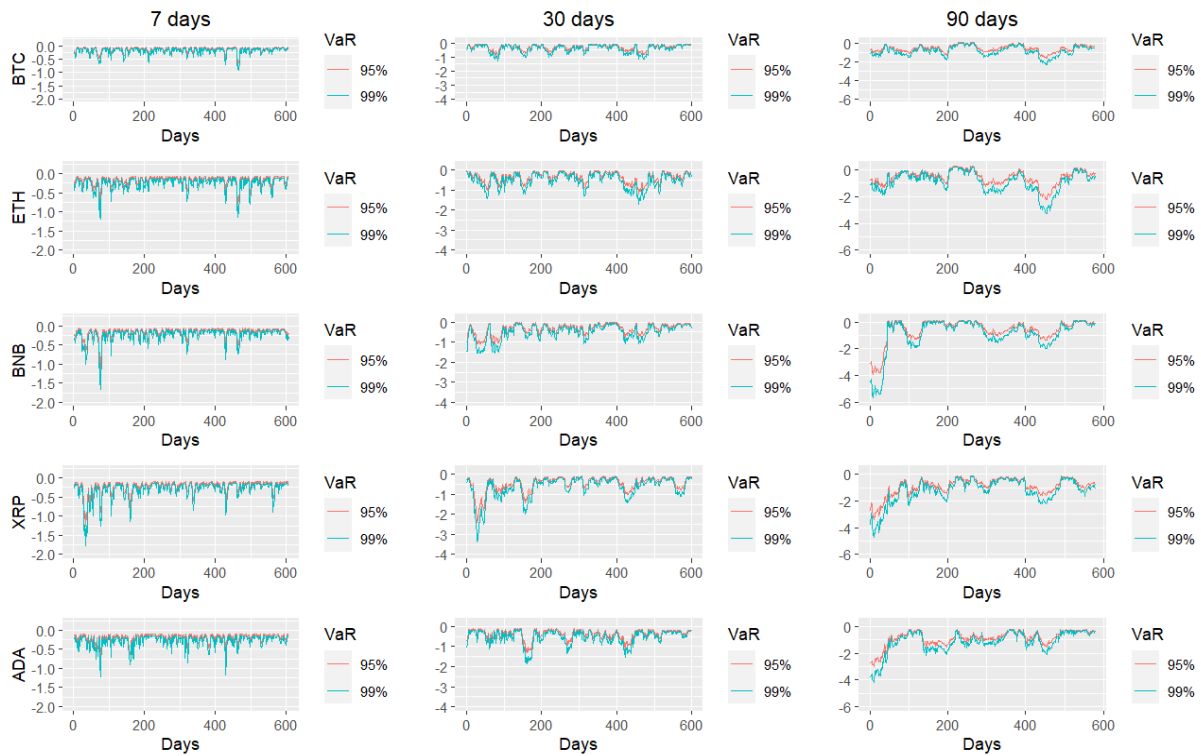 7 days 30 days 90 days
BTC 0.0 -0.5 -1.0 -1.5 -2.0 0 200 400 600 Days VaR 95% 99% 0 -1 -2 -3 -4 0 200 400 600 Days VaR 95% 99% 0 -2 -4 -6 0 200 400 600 Days VaR 95% 99%
ETH 0.0 -0.5 -1.0 -1.5 -2.0 0 200 400 600 Days VaR 95% 99% 0 -1 -2 -3 -4 0 200 400 600 Days VaR 95% 99% 0 -2 -4 -6 0 200 400 600 Days VaR 95% 99%
BNB 0.0 -0.5 -1.0 -1.5 -2.0 0 200 400 600 Days VaR 95% 99% 0 -1 -2 -3 -4 0 200 400 600 Days VaR 95% 99% 0 -2 -4 -6 0 200 400 600 Days VaR 95% 99%
XRP 0.0 -0.5 -1.0 -1.5 -2.0 0 200 400 600 Days VaR 95% 99% 0 -1 -2 -3 -4 0 200 400 600 Days VaR 95% 99% 0 -2 -4 -6 0 200 400 600 Days VaR 95% 99%
ADA 0.0 -0.5 -1.0 -1.5 -2.0 0 200 400 600 Days VaR 95% 99% 0 -1 -2 -3 -4 0 200 400 600 Days VaR 95% 99% 0 -2 -4 -6 0 200 400 600 Days VaR 95% 99%